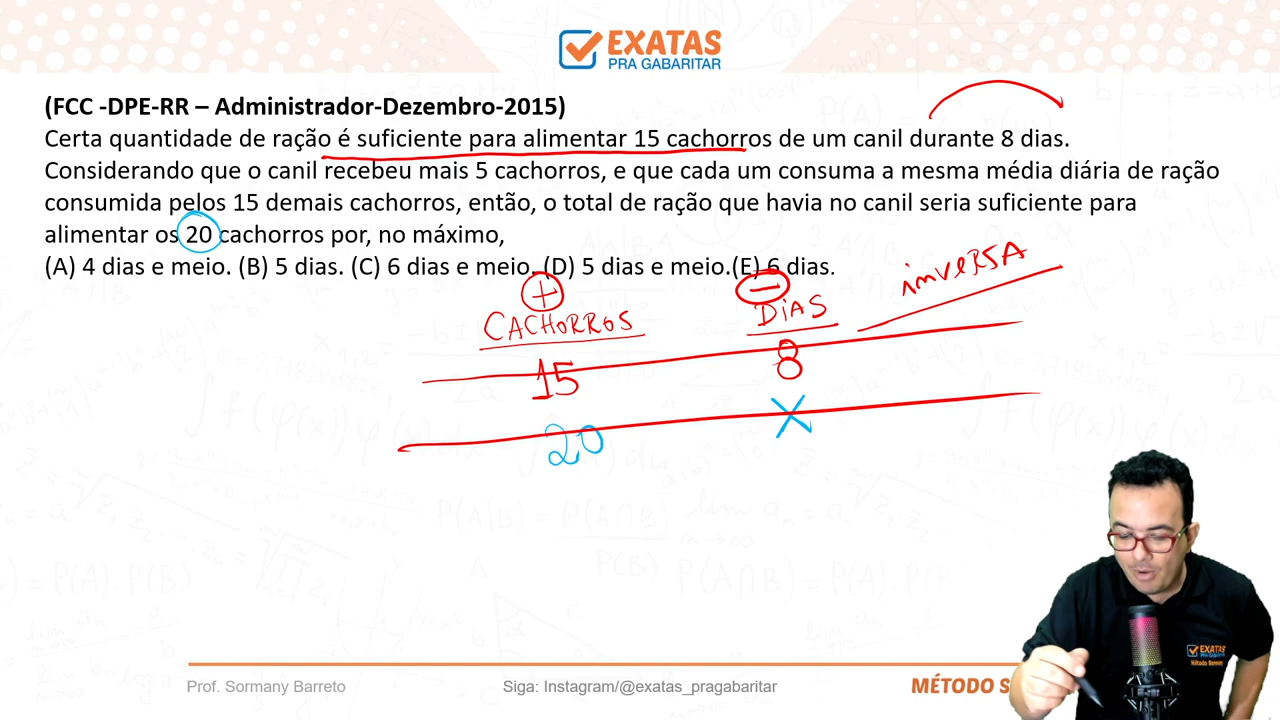 EXATAS
PRA GABARITAR
(FCC -DPE-RR – Administrador-Dezembro-2015)
Certa quantidade de ração é suficiente para alimentar 15 cachorros de um canil durante 8 dias.
Considerando que o canil recebeu mais 5 cachorros, e que cada um consuma a mesma média diária de ração
consumida pelos 15 demais cachorros, então, o total de ração que havia no canil seria suficiente para
alimentar os 20 cachorros por, no máximo,
(A) 4 dias e meio. (B) 5 dias. (C) 6 dias e meio. (D) 5 dias e meio.(E) 6 dias.
+ − inveRSA
CACHORROS DiAS
15 8
20 X
EXATAS
Prof. Sormany Barreto Siga: Instagram/@exatas_pragabaritar MÉTODO S